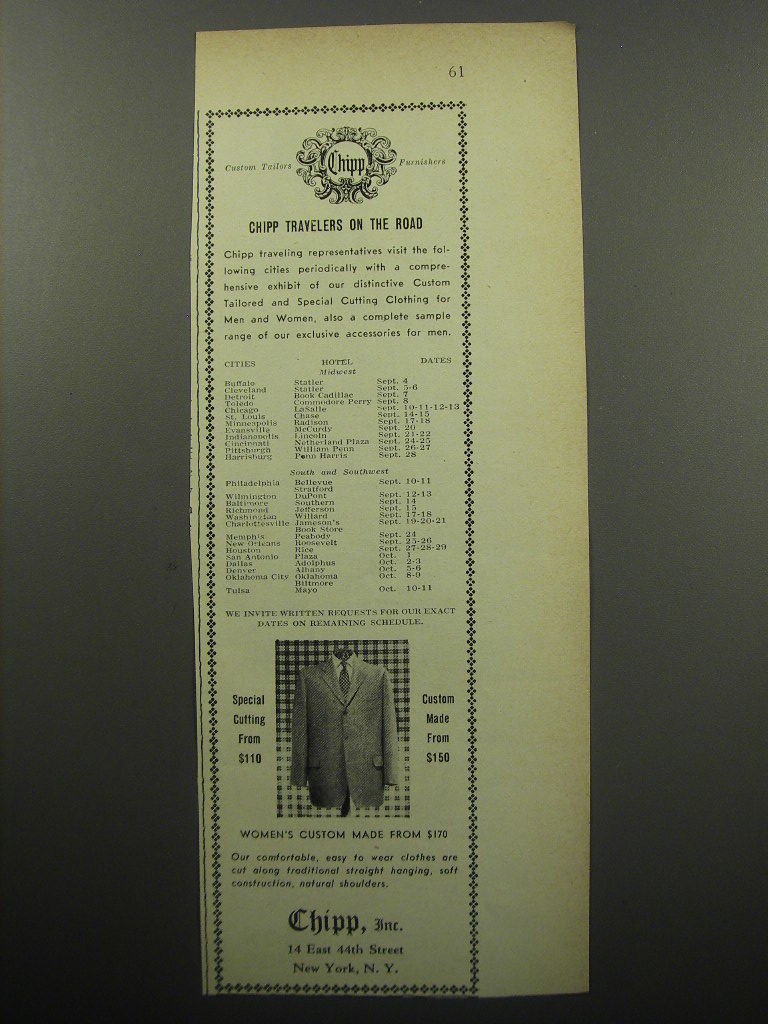 61
Custom Tailors Chipp Furnishers
CHIPP TRAVELERS ON THE ROAD
Chipp traveling representatives visit the fol-
lowing cities periodically with a compre-
hensive exhibit of our distinctive Custom
Tailored and Special Cutting Clothing for
Men and Women, also a complete sample
range of our exclusive accessories for men.
CITIES HOTEL DATES
Midwest
Buffalo Statler Sept. 4
Cleveland Statler Sept. 5-6
Detroit Book Cadillac Sept. 7
Toledo Commodore Perry Sept. 8
Chicago LaSalle Sept. 10-11-12-13
St. Louis Chase Sept. 14-15
Minneapolis Radison Sept. 17-18
Evansville McCurdy Sept. 20
Indianapolis Lincoln Sept. 21-22
Cincinnati Netherland Plaza Sept. 24-25
Pittsburgh William Penn Sept. 26-27
Harrisburg Penn Harris Sept. 28
South and Southwest
Philadelphia Bellevue Sept. 10-11
Stratford
Wilmington DuPont Sept. 12-13
Baltimore Southern Sept. 14
Richmond Jefferson Sept. 15
Washington Willard Sept. 17-18
Charlottesville Jameson's Sept. 19-20-21
Book Store
Memphis Peabody Sept. 24
New Orleans Roosevelt Sept. 25-26
Houston Rice Sept. 27-28-29
San Antonio Plaza Oct. 1
Dallas Adolphus Oct. 2-3
Denver Albany Oct. 5-6
Oklahoma City Oklahoma Oct. 8-9
Biltmore
Tulsa Mayo Oct. 10-11
WE INVITE WRITTEN REQUESTS FOR OUR EXACT
DATES ON REMAINING SCHEDULE.
Special
Cutting
From
$110
Custom
Made
From
$150
WOMEN'S CUSTOM MADE FROM $170
Our comfortable, easy to wear clothes are
cut along traditional straight hanging, soft
construction, natural shoulders.
Chipp, Inc.
14 East 44th Street
New York, N. Y.